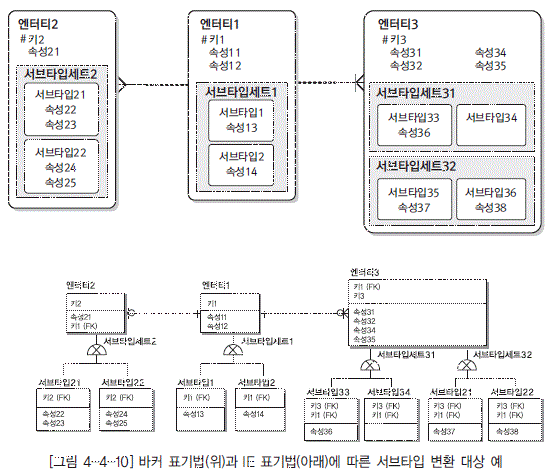 엔터티2
#키2
속성21
서브타입세트2
서브타입21
속성22
속성23
서브타입22
속성24
속성25
엔터티1
#키1
속성11
속성12
서브타입세트1
서브타입1
속성13
서브타입2
속성14
엔터티3
#키3
속성31 속성34
속성32 속성35
서브타입세트31
서브타입33
속성36
서브타입34
서브타입세트32
서브타입35
속성37
서브타입36
속성38
엔터티2
키2
속성21
키1 (FK)
서브타입세트2
서브타입21
키2 (FK)
속성22
속성23
서브타입22
키2 (FK)
속성24
속성25
엔터티1
키1
속성11
속성12
서브타입세트1
서브타입1
키1 (FK)
속성13
서브타입2
키1 (FK)
속성14
엔터티3
키1 (FK)
키3
속성31
속성32
속성34
속성35
서브타입세트31
서브타입33
키3 (FK)
키1 (FK)
속성36
서브타입34
키3 (FK)
키1 (FK)
서브타입세트32
서브타입21
키3 (FK)
키1 (FK)
속성37
서브타입22
키3 (FK)
키1 (FK)
속성38
[그림 4-4-10] 바커 표기법(위)과 IE 표기법(아래)에 따른 서브타입 변환 대상 예